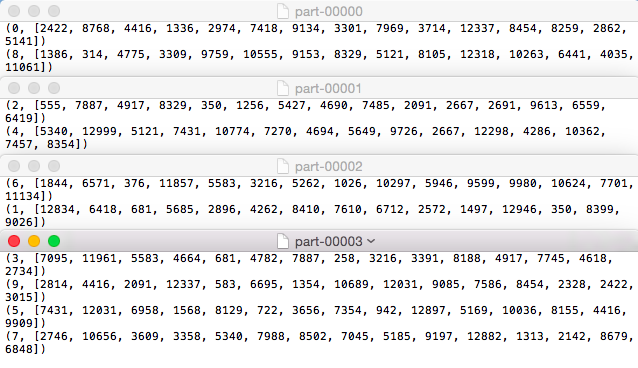 part-00000
(0, [2422, 8768, 4416, 1336, 2974, 7418, 9134, 3301, 7969, 3714, 12337, 8454, 8259, 2862,
5141])
(8, [1386, 314, 4775, 3309, 9759, 10555, 9153, 8329, 5121, 8105, 12318, 10263, 6441, 4035,
11061])
part-00001
(2, [555, 7887, 4917, 8329, 350, 1256, 5427, 4690, 7485, 2091, 2667, 2691, 9613, 6559,
6419])
(4, [5340, 12999, 5121, 7431, 10774, 7270, 4694, 5649, 9726, 2667, 12298, 4286, 10362,
7457, 8354])
part-00002
(6, [1844, 6571, 376, 11857, 5583, 3216, 5262, 1026, 10297, 5946, 9599, 9980, 10624, 7701,
11134])
(1, [12834, 6418, 681, 5685, 2896, 4262, 8410, 7610, 6712, 2572, 1497, 12946, 350, 8399,
9026])
part-00003
(3, [7095, 11961, 5583, 4664, 681, 4782, 7887, 258, 3216, 3391, 8188, 4917, 7745, 4618,
2734])
(9, [2814, 4416, 2091, 12337, 583, 6695, 1354, 10689, 12031, 9085, 7586, 8454, 2328, 2422,
3015])
(5, [7431, 12031, 6958, 1568, 8129, 722, 3656, 7354, 942, 12897, 5169, 10036, 8155, 4416,
9909])
(7, [2746, 10656, 3609, 3358, 5340, 7988, 8502, 7045, 5185, 9197, 12882, 1313, 2142, 8679,
6848])